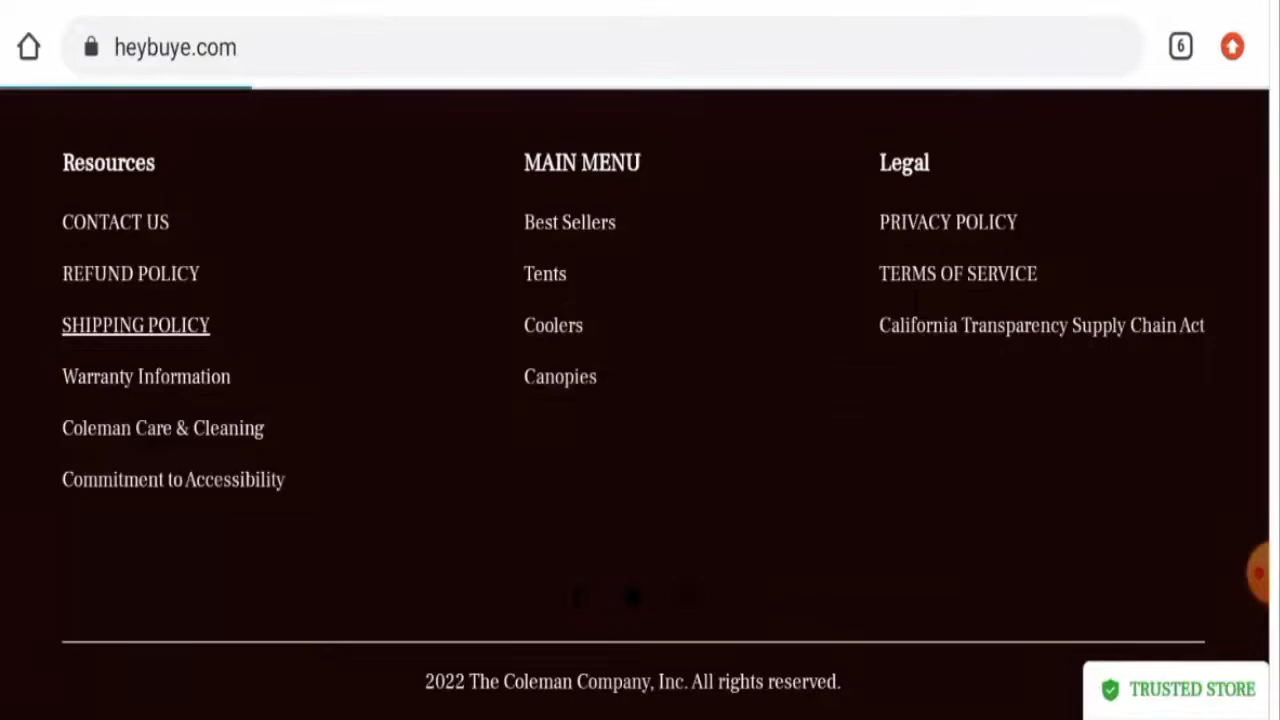 heybuye.com
6
Resources
CONTACT US
REFUND POLICY
SHIPPING POLICY
Warranty Information
Coleman Care & Cleaning
Commitment to Accessibility
MAIN MENU
Best Sellers
Tents
Coolers
Canopies
Legal
PRIVACY POLICY
TERMS OF SERVICE
California Transparency Supply Chain Act
2022 The Coleman Company, Inc. All rights reserved.
TRUSTED STORE